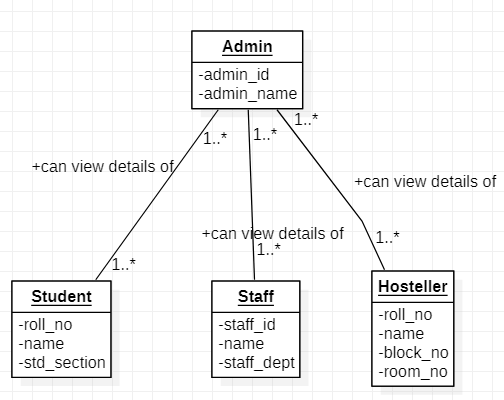 Admin
-admin_id
-admin_name
1..*
1..*
1..*
+can view details of
+can view details of
+can view details of
1..*
1..*
1..*
Student
-roll_no
-name
-std_section
Staff
-staff_id
-name
-staff_dept
Hosteller
-roll_no
-name
-block_no
-room_no